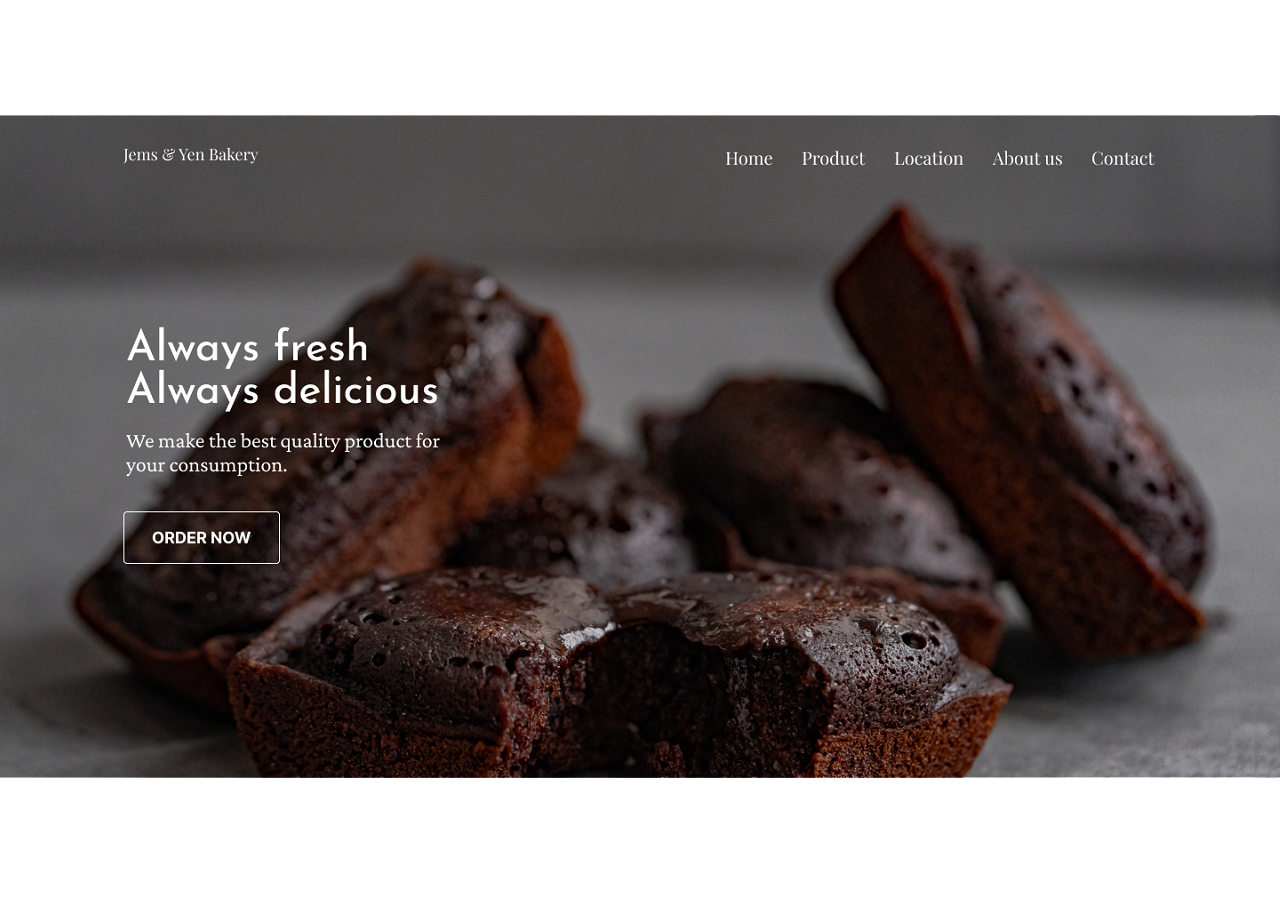 Jems & Yen Bakery
Home Product Location About us Contact
Always fresh
Always delicious
We make the best quality product for
your consumption.
ORDER NOW